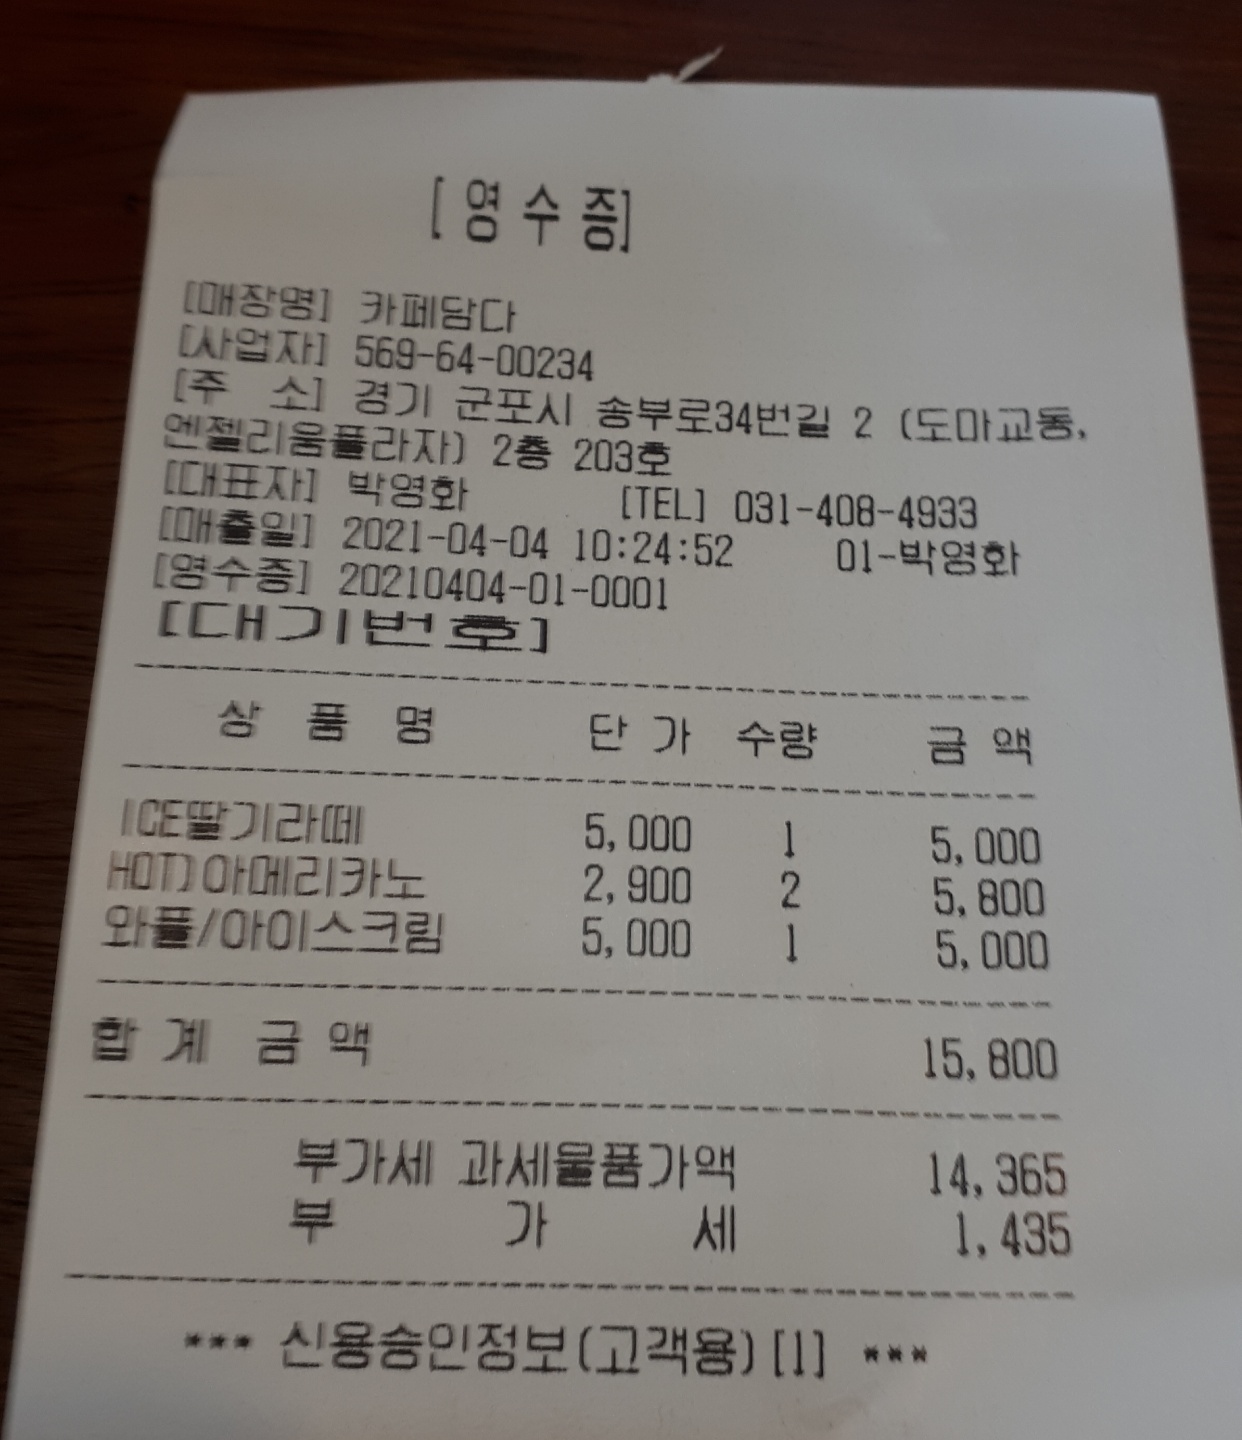 [ 영 수 증]
[매장명] 카페담다
[사업자] 569-64-00234
[주 소] 경기 군포시 송부로34번길 2 (도마교동,
엔젤리움플라자) 2층 203호
[대표자] 박영화 [TEL] 031-408-4933
[매출일] 2021-04-04 10:24:52 01-박영화
[영수증] 20210404-01-0001
[대기번호]
상 품 명 단 가 수량 금 액
ICE딸기라떼 5,000 1 5,000
HOT)아메리카노 2,900 2 5,800
와플/아이스크림 5,000 1 5,000
합 계 금 액 15,800
부가세 과세물품가액 14,365
부 가 세 1,435
*** 신용승인정보(고객용)[1] ***